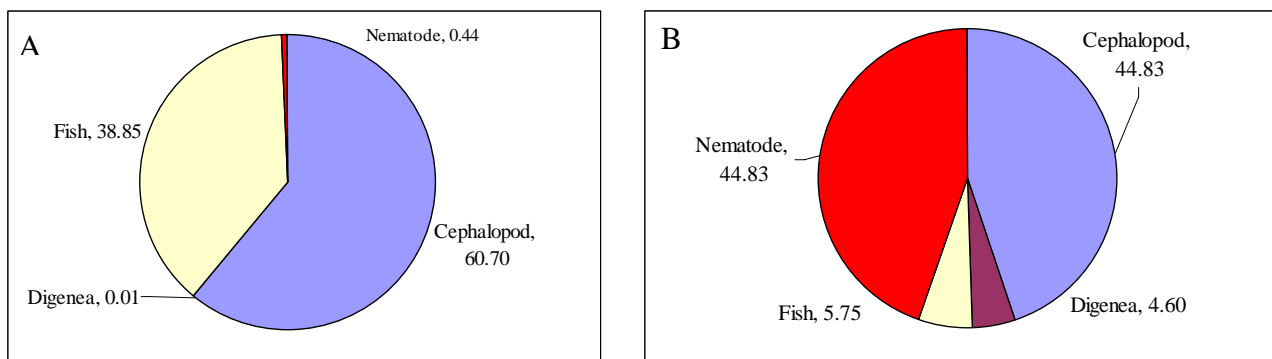 A
Nematode, 0.44
Fish, 38.85
Cephalopod,
60.70
Digenea, 0.01
B
Cephalopod,
44.83
Nematode,
44.83
Digenea, 4.60
Fish, 5.75